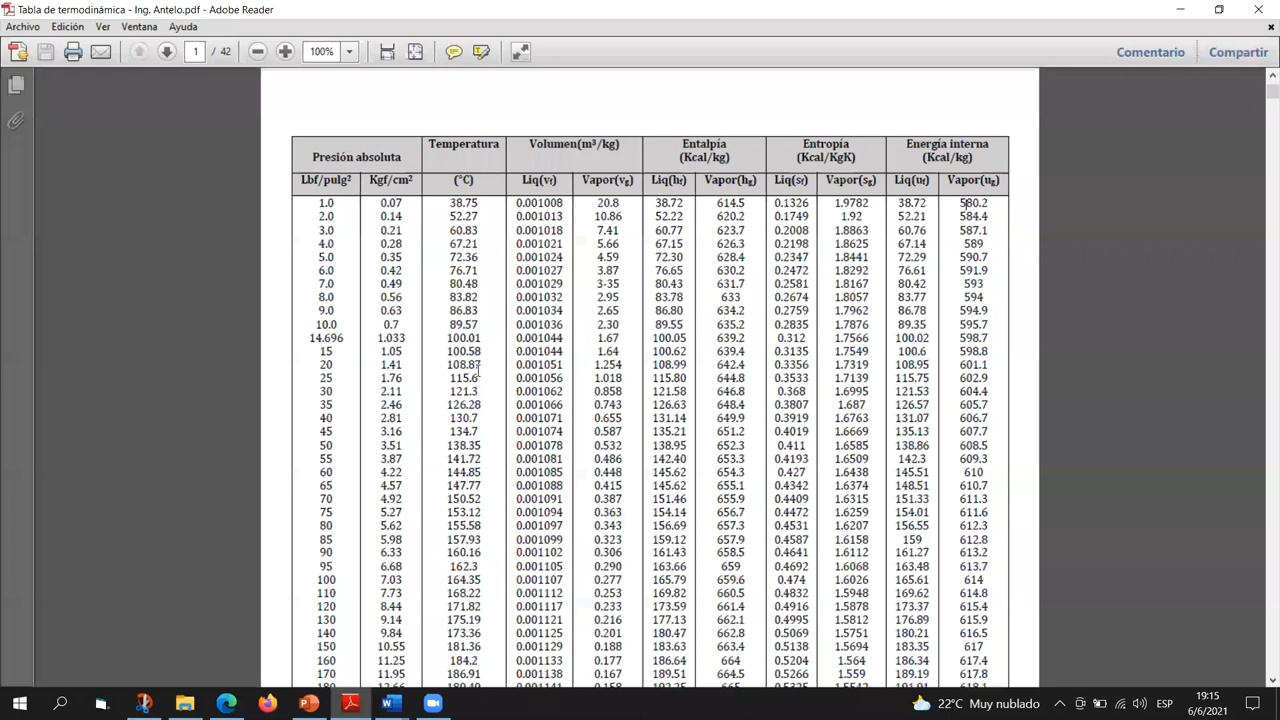 Tabla de termodinámica - Ing. Antelo.pdf - Adobe Reader
Archivo Edición Ver Ventana Ayuda
1 / 42 100% Comentario Compartir
Presión absoluta Temperatura Volumen(m³/kg) Entalpía (Kcal/kg) Entropía (Kcal/KgK) Energía interna (Kcal/kg)
Lbf/pulg² Kgf/cm² (°C) Liq(vf) Vapor(vg) Liq(hf) Vapor(hg) Liq(sf) Vapor(sg) Liq(uf) Vapor(ug)
1.0 0.07 38.75 0.001008 20.8 38.72 614.5 0.1326 1.9782 38.72 580.2
2.0 0.14 52.27 0.001013 10.86 52.22 620.2 0.1749 1.92 52.21 584.4
3.0 0.21 60.83 0.001018 7.41 60.77 623.7 0.2008 1.8863 60.76 587.1
4.0 0.28 67.21 0.001021 5.66 67.15 626.3 0.2198 1.8625 67.14 589
5.0 0.35 72.36 0.001024 4.59 72.30 628.4 0.2347 1.8441 72.29 590.7
6.0 0.42 76.71 0.001027 3.87 76.65 630.2 0.2472 1.8292 76.61 591.9
7.0 0.49 80.48 0.001029 3-35 80.43 631.7 0.2581 1.8167 80.42 593
8.0 0.56 83.82 0.001032 2.95 83.78 633 0.2674 1.8057 83.77 594
9.0 0.63 86.83 0.001034 2.65 86.80 634.2 0.2759 1.7962 86.78 594.9
10.0 0.7 89.57 0.001036 2.30 89.55 635.2 0.2835 1.7876 89.35 595.7
14.696 1.033 100.01 0.001044 1.67 100.05 639.2 0.312 1.7566 100.02 598.7
15 1.05 100.58 0.001044 1.64 100.62 639.4 0.3135 1.7549 100.6 598.8
20 1.41 108.87 0.001051 1.254 108.99 642.4 0.3356 1.7319 108.95 601.1
25 1.76 115.6 0.001056 1.018 115.80 644.8 0.3533 1.7139 115.75 602.9
30 2.11 121.3 0.001062 0.858 121.58 646.8 0.368 1.6995 121.53 604.4
35 2.46 126.28 0.001066 0.743 126.63 648.4 0.3807 1.687 126.57 605.7
40 2.81 130.7 0.001071 0.655 131.14 649.9 0.3919 1.6763 131.07 606.7
45 3.16 134.7 0.001074 0.587 135.21 651.2 0.4019 1.6669 135.13 607.7
50 3.51 138.35 0.001078 0.532 138.95 652.3 0.411 1.6585 138.86 608.5
55 3.87 141.72 0.001081 0.486 142.40 653.3 0.4193 1.6509 142.3 609.3
60 4.22 144.85 0.001085 0.448 145.62 654.3 0.427 1.6438 145.51 610
65 4.57 147.77 0.001088 0.415 145.62 655.1 0.4342 1.6374 148.51 610.7
70 4.92 150.52 0.001091 0.387 151.46 655.9 0.4409 1.6315 151.33 611.3
75 5.27 153.12 0.001094 0.363 154.14 656.7 0.4472 1.6259 154.01 611.6
80 5.62 155.58 0.001097 0.343 156.69 657.3 0.4531 1.6207 156.55 612.3
85 5.98 157.93 0.001099 0.323 159.12 657.9 0.4587 1.6158 159 612.8
90 6.33 160.16 0.001102 0.306 161.43 658.5 0.4641 1.6112 161.27 613.2
95 6.68 162.3 0.001105 0.290 163.66 659 0.4692 1.6068 163.48 613.7
100 7.03 164.35 0.001107 0.277 165.79 659.6 0.474 1.6026 165.61 614
110 7.73 168.22 0.001112 0.253 169.82 660.5 0.4832 1.5948 169.62 614.8
120 8.44 171.82 0.001117 0.233 173.59 661.4 0.4916 1.5878 173.37 615.4
130 9.14 175.19 0.001121 0.216 177.13 662.1 0.4995 1.5812 176.89 615.9
140 9.84 173.36 0.001125 0.201 180.47 662.8 0.5069 1.5751 180.21 616.5
150 10.55 181.36 0.001129 0.188 183.63 663.4 0.5138 1.5694 183.35 617
160 11.25 184.2 0.001133 0.177 186.64 664 0.5204 1.564 186.34 617.4
170 11.95 186.91 0.001138 0.167 189.51 664.5 0.5266 1.559 189.19 617.8
22°C Muy nublado ESP 19:15
6/6/2021